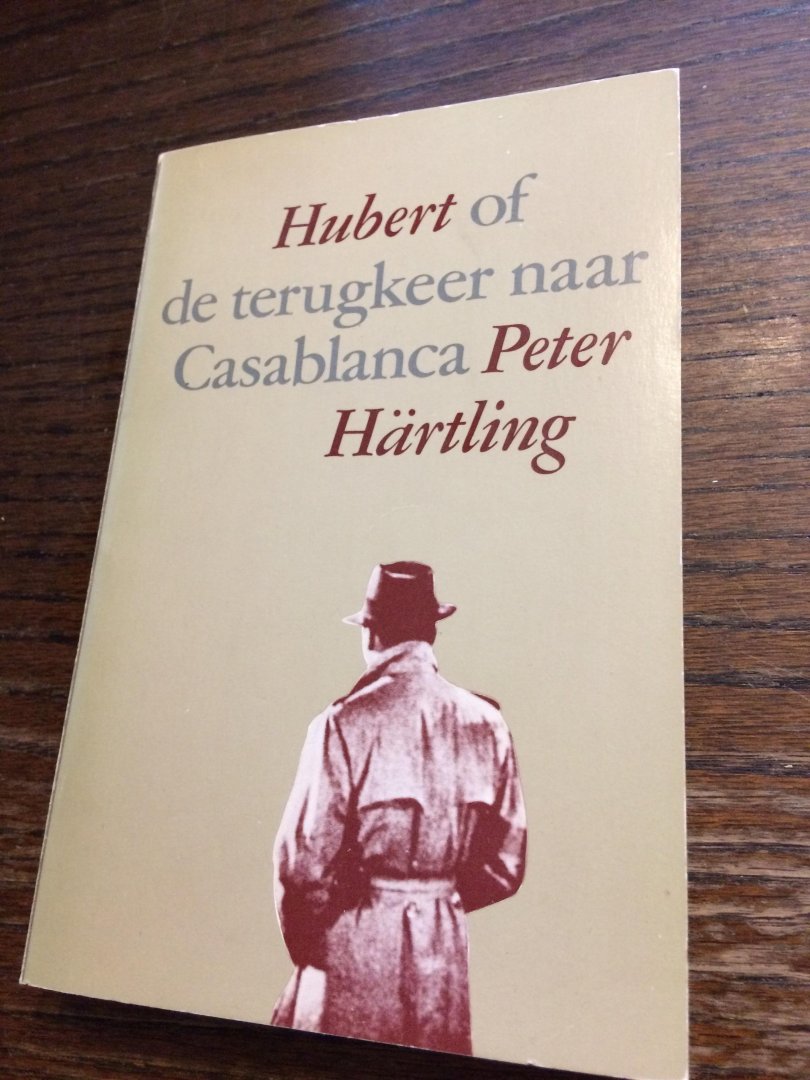 Hubert of
de terugkeer naar
Casablanca Peter
Härtling